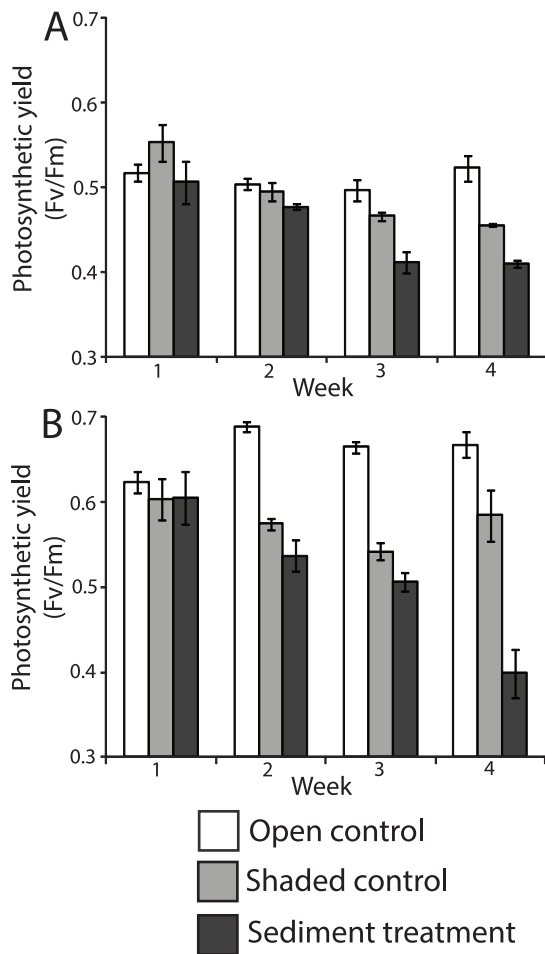 A
Photosynthetic yield
(Fv/Fm)
0.7
0.6
0.5
0.4
0.3
1
2
3
4
Week
B
Photosynthetic yield
(Fv/Fm)
0.7
0.6
0.5
0.4
0.3
1
2
3
4
Week
Open control
Shaded control
Sediment treatment